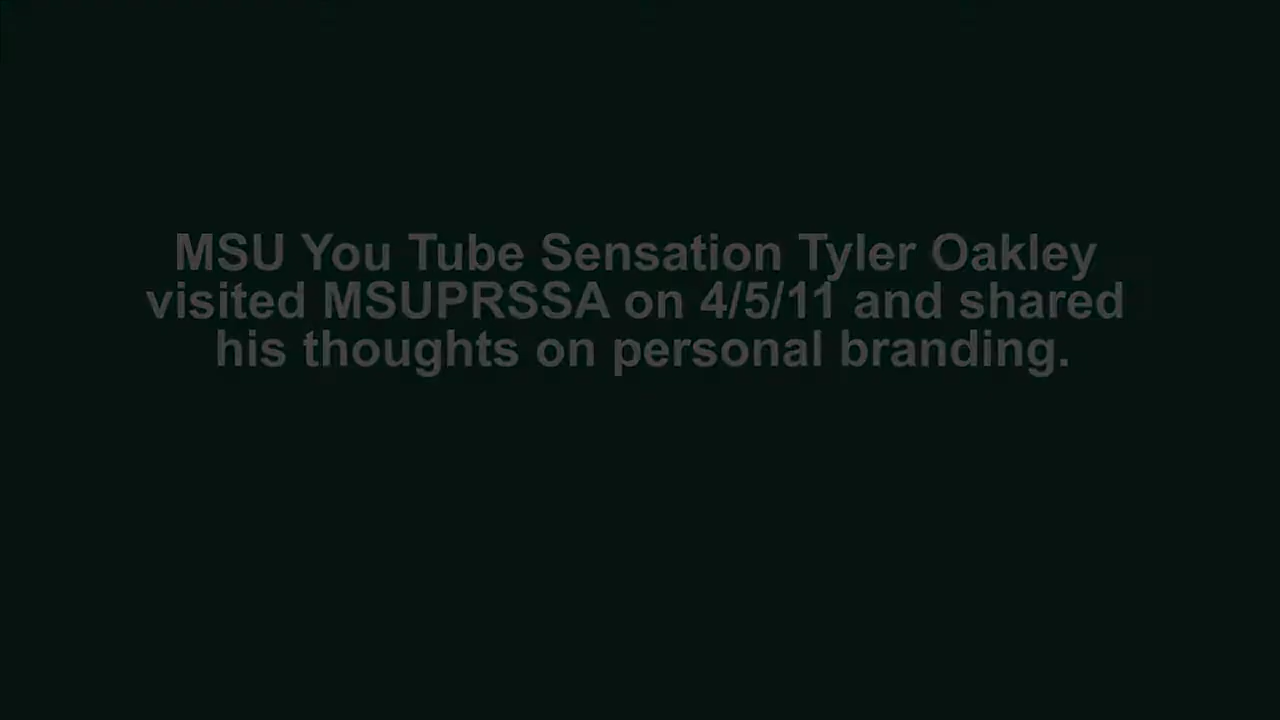 MSU You Tube Sensation Tyler Oakley
visited MSUPRSSA on 4/5/11 and shared
his thoughts on personal branding.